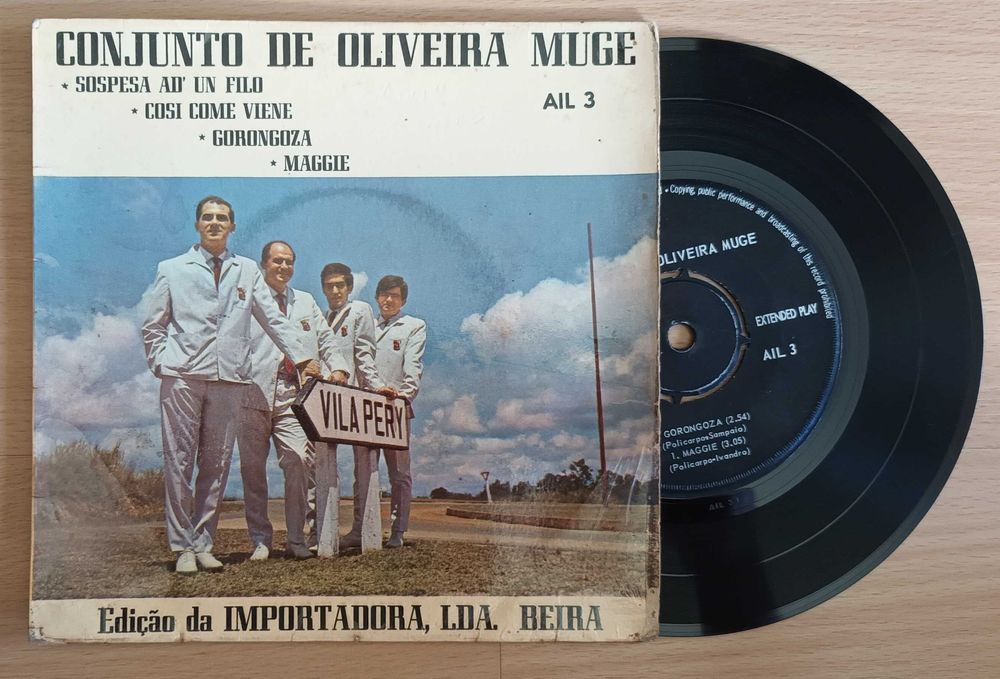 CONJUNTO DE OLIVEIRA MUGE
★ SOSPESA AD' UN FILO
AIL 3
★ COSI COME VIENE
★ GORONGOZA
★ MAGGIE
VILA PERY
Edição da IMPORTADORA, LDA. BEIRA
• Copying, public performance and broadcasting of this record prohibited
OLIVEIRA MUGE
EXTENDED PLAY
AIL 3
GORONGOZA (2.54)
(Policarpo-Sampaio)
1. MAGGIE (3.05)
(Policarpo-Ivandro)
AIL 3